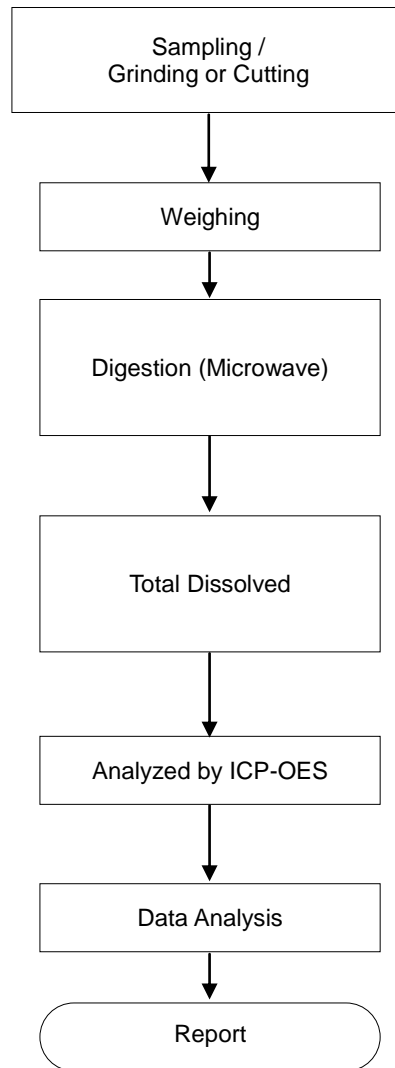 Sampling /
Grinding or Cutting
Weighing
Digestion (Microwave)
Total Dissolved
Analyzed by ICP-OES
Data Analysis
Report